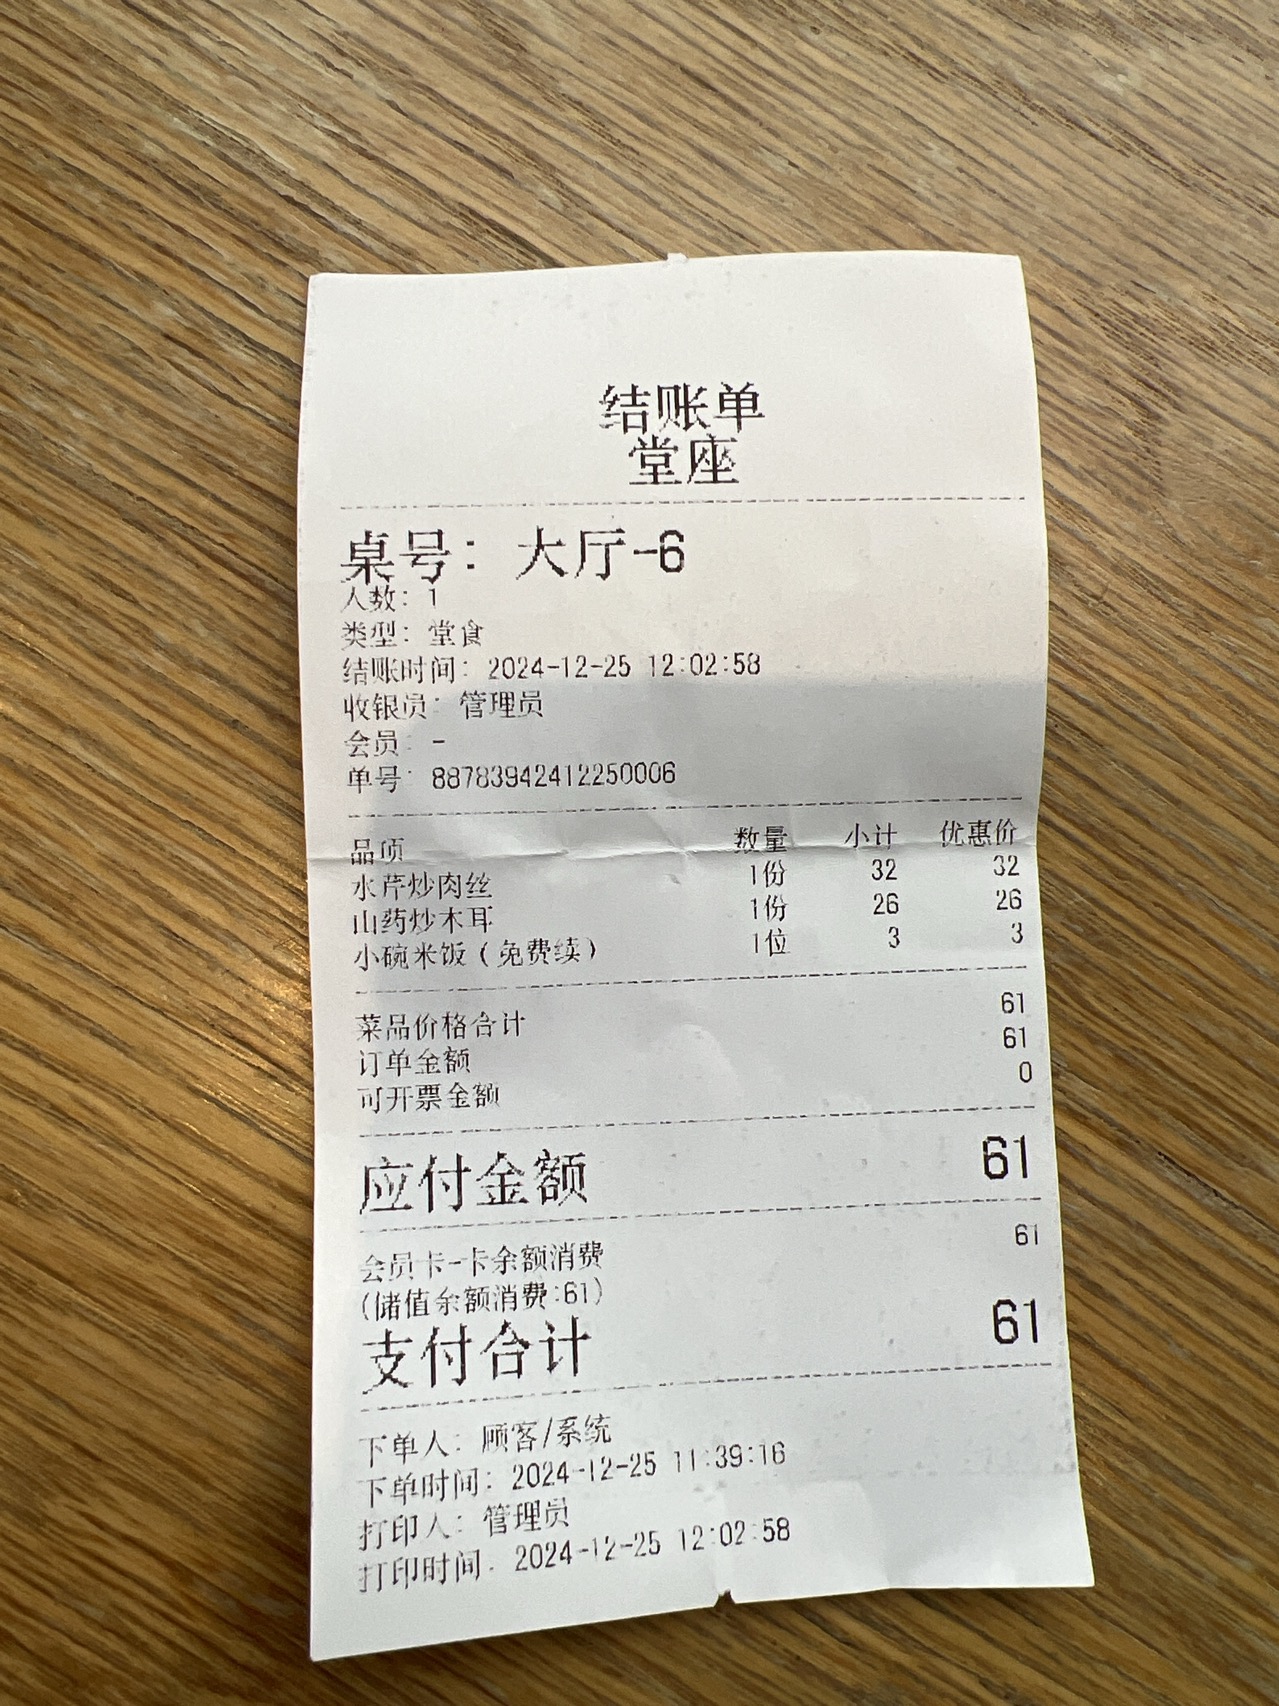 结账单
堂座
桌号：大厅-6
人数：1
类型：堂食
结账时间：2024-12-25 12:02:58
收银员：管理员
会员：-
单号：88783942412250006
品项 数量 小计 优惠价
水芹炒肉丝 1份 32 32
山药炒木耳 1份 26 26
小碗米饭（免费续） 1位 3 3
菜品价格合计 61
订单金额 61
可开票金额 0
应付金额 61
会员卡-卡余额消费 61
(储值余额消费:61)
支付合计 61
下单人：顾客/系统
下单时间：2024-12-25 11:39:16
打印人：管理员
打印时间：2024-12-25 12:02:58